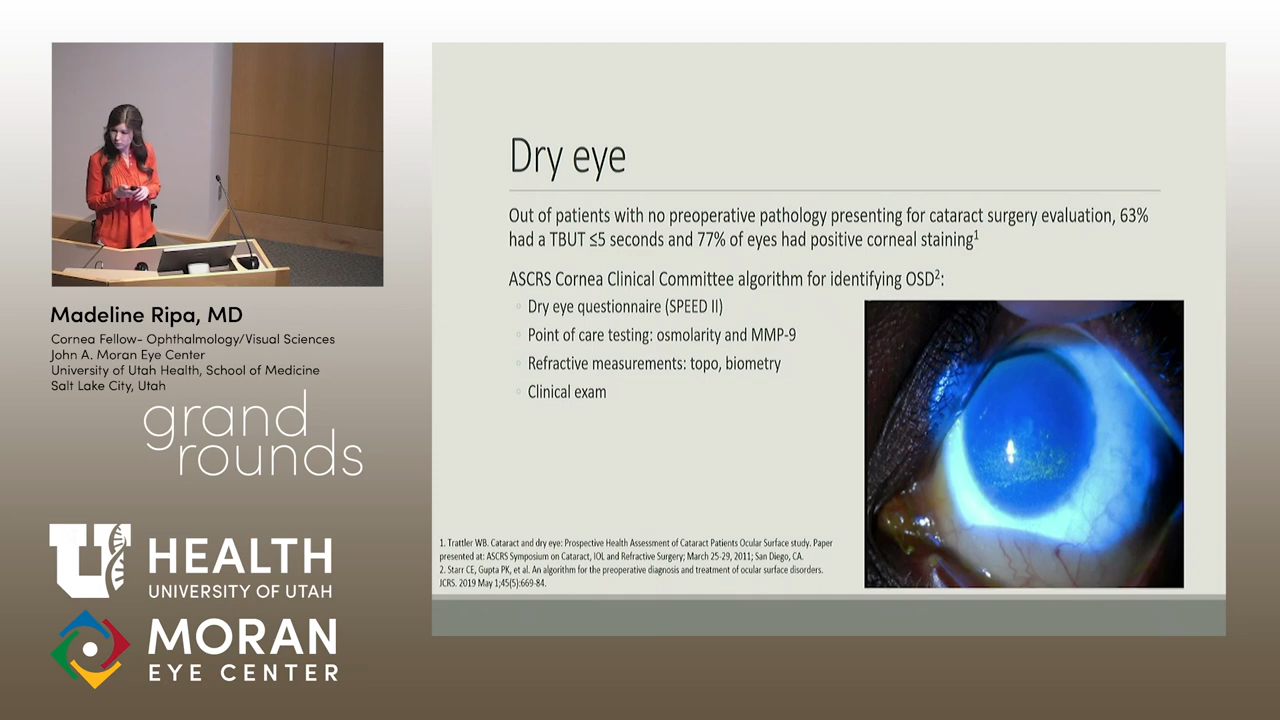 Madeline Ripa, MD
Cornea Fellow- Ophthalmology/Visual Sciences
John A. Moran Eye Center
University of Utah Health, School of Medicine
Salt Lake City, Utah
grand
rounds
U HEALTH
UNIVERSITY OF UTAH
MORAN
EYE CENTER
Dry eye
Out of patients with no preoperative pathology presenting for cataract surgery evaluation, 63%
had a TBUT ≤5 seconds and 77% of eyes had positive corneal staining1
ASCRS Cornea Clinical Committee algorithm for identifying OSD2:
Dry eye questionnaire (SPEED II)
Point of care testing: osmolarity and MMP-9
Refractive measurements: topo, biometry
Clinical exam
1. Trattler WB. Cataract and dry eye: Prospective Health Assessment of Cataract Patients Ocular Surface study. Paper
presented at: ASCRS Symposium on Cataract, IOL and Refractive Surgery; March 25-29, 2011; San Diego, CA.
2. Starr CE, Gupta PK, et al. An algorithm for the preoperative diagnosis and treatment of ocular surface disorders.
JCRS. 2019 May 1;45(5):669-84.